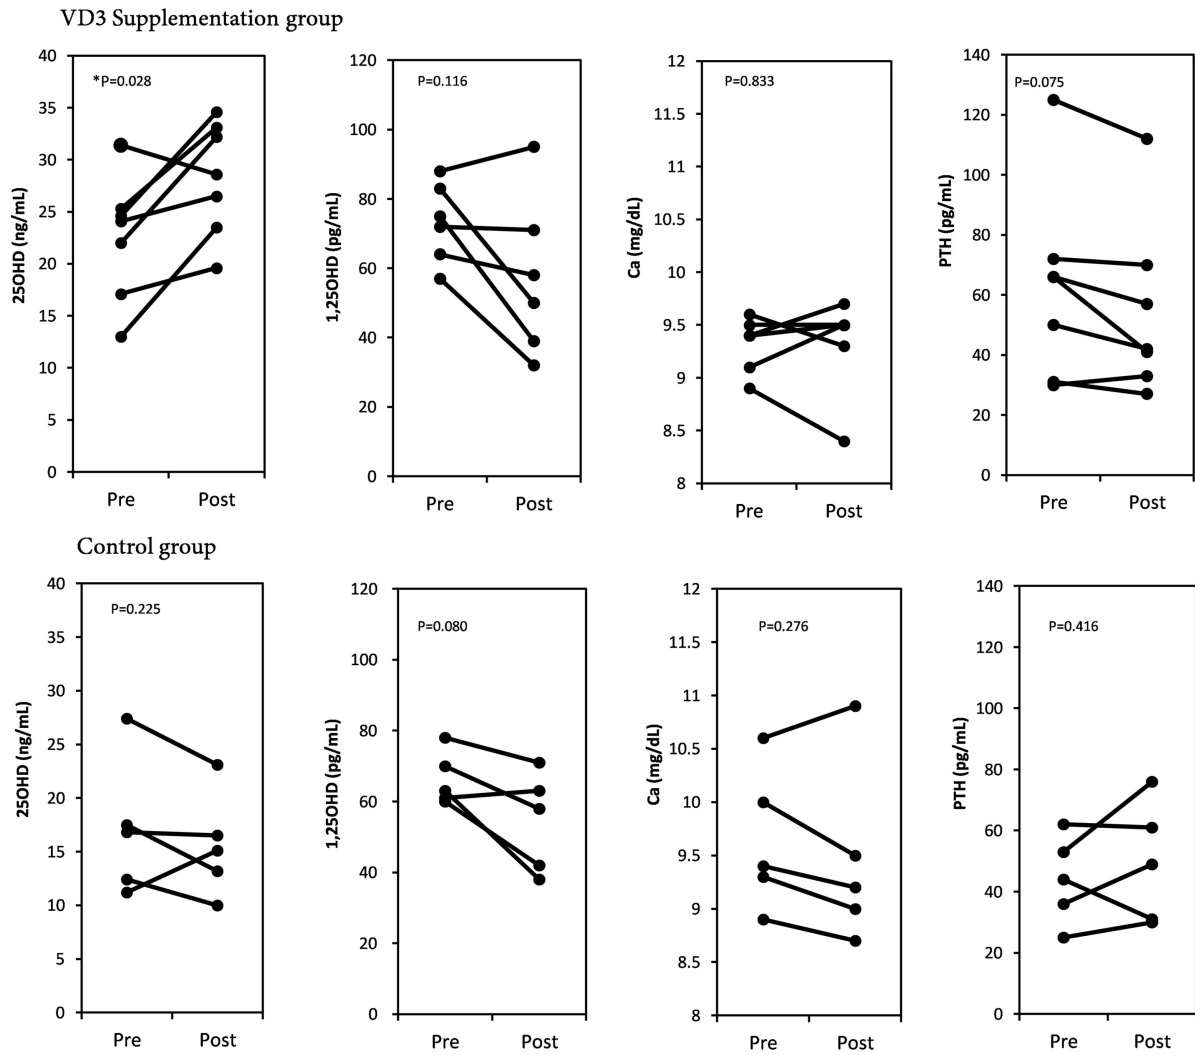 VD3 Supplementation group
*P=0.028
25OHD (ng/mL)
40
35
30
25
20
15
10
5
0
Pre Post
P=0.116
1,25OHD (pg/mL)
120
100
80
60
40
20
0
Pre Post
P=0.833
Ca (mg/dL)
12
11.5
11
10.5
10
9.5
9
8.5
8
Pre Post
P=0.075
PTH (pg/mL)
140
120
100
80
60
40
20
0
Pre Post
Control group
P=0.225
25OHD (ng/mL)
40
35
30
25
20
15
10
5
0
Pre Post
P=0.080
1,25OHD (pg/mL)
120
100
80
60
40
20
0
Pre Post
P=0.276
Ca (mg/dL)
12
11.5
11
10.5
10
9.5
9
8.5
8
Pre Post
P=0.416
PTH (pg/mL)
140
120
100
80
60
40
20
0
Pre Post